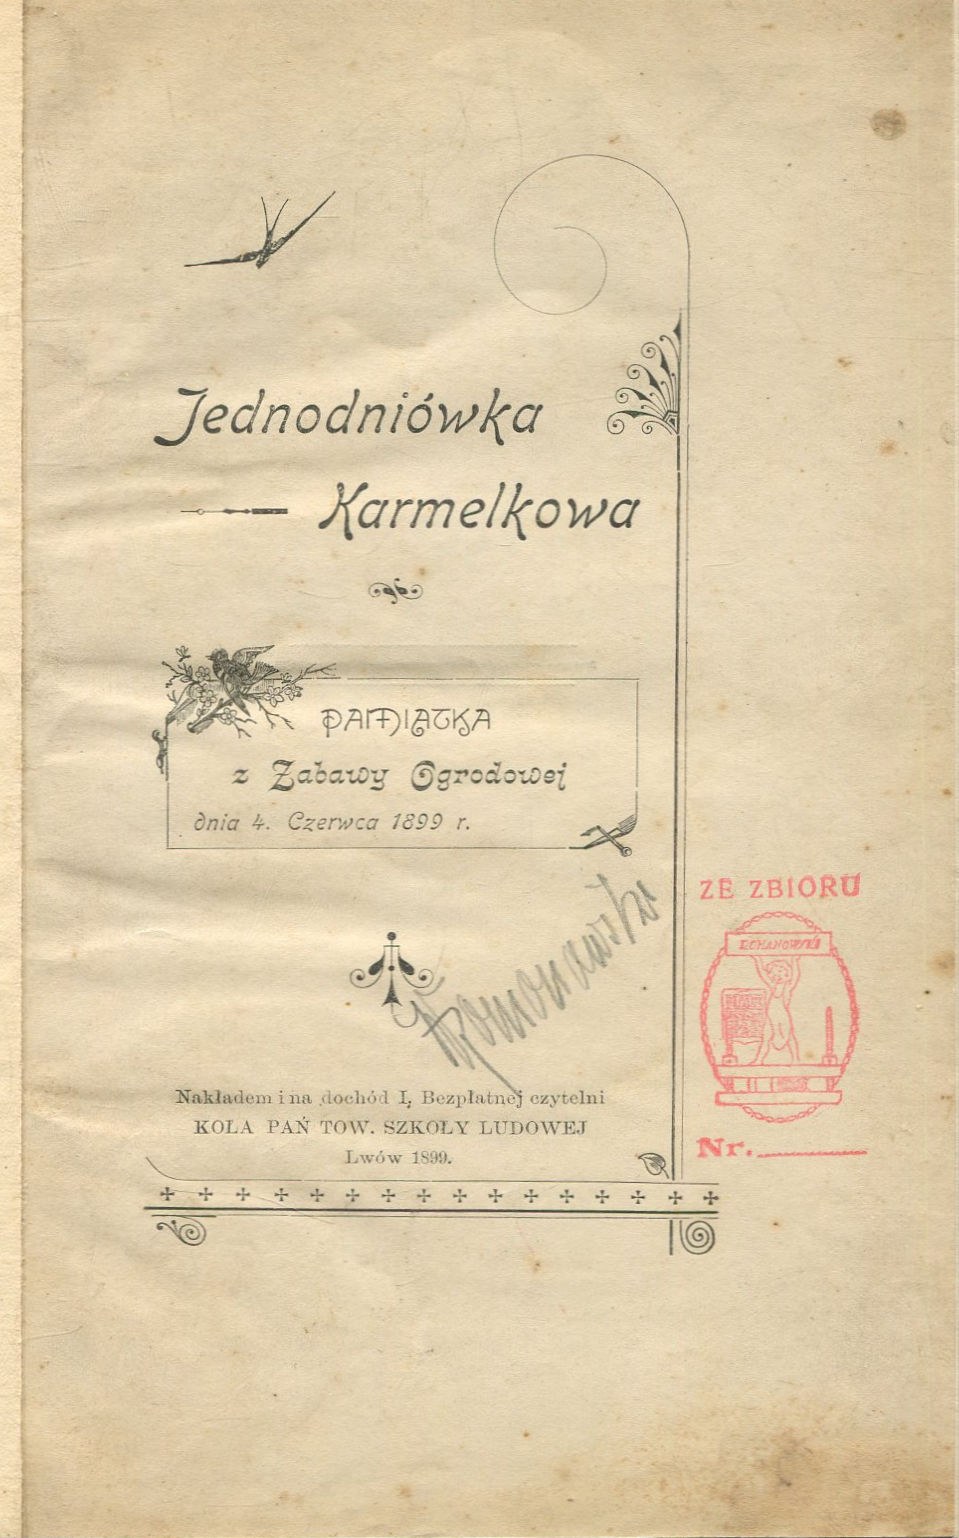 Jednodniówka
Karmelkowa
PAMIĄTKA
z Zabawy Ogrodowej
dnia 4. Czerwca 1899 r.
ZE ZBIORU
Nakładem i na dochód I. Bezpłatnej czytelni
KOŁA PAŃ TOW. SZKOŁY LUDOWEJ
Lwów 1899.
Nr.